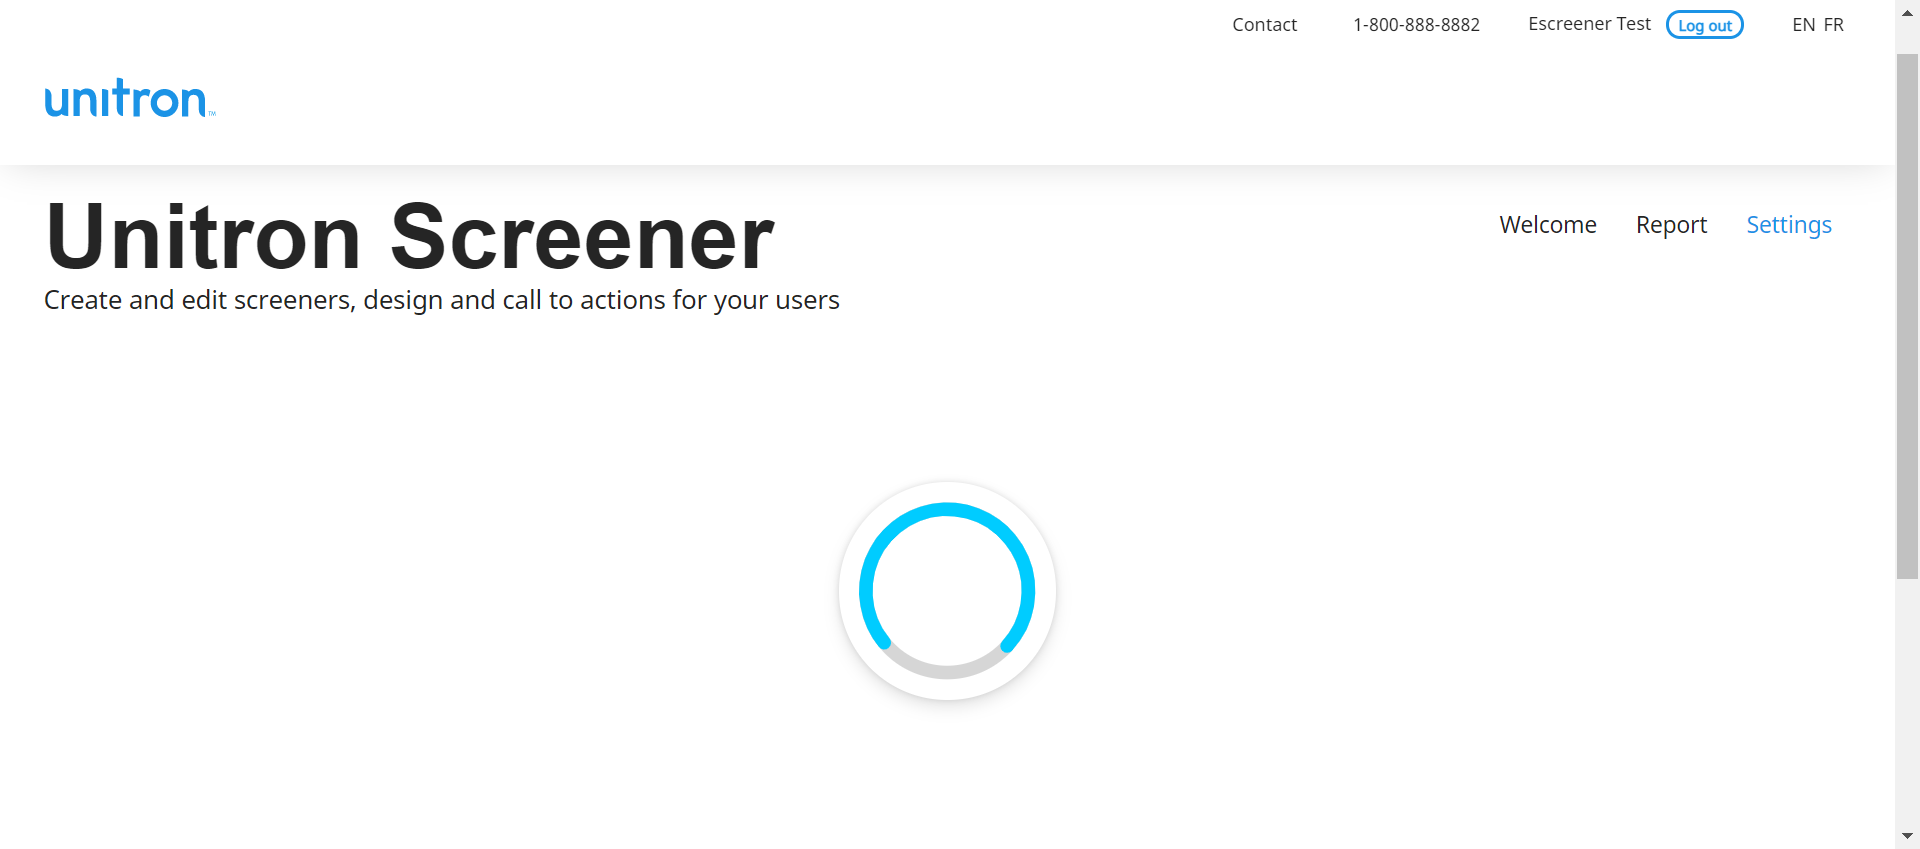 Contact 1-800-888-8882 Escreener Test Log out EN FR
unitron™
Unitron Screener
Welcome Report Settings
Create and edit screeners, design and call to actions for your users